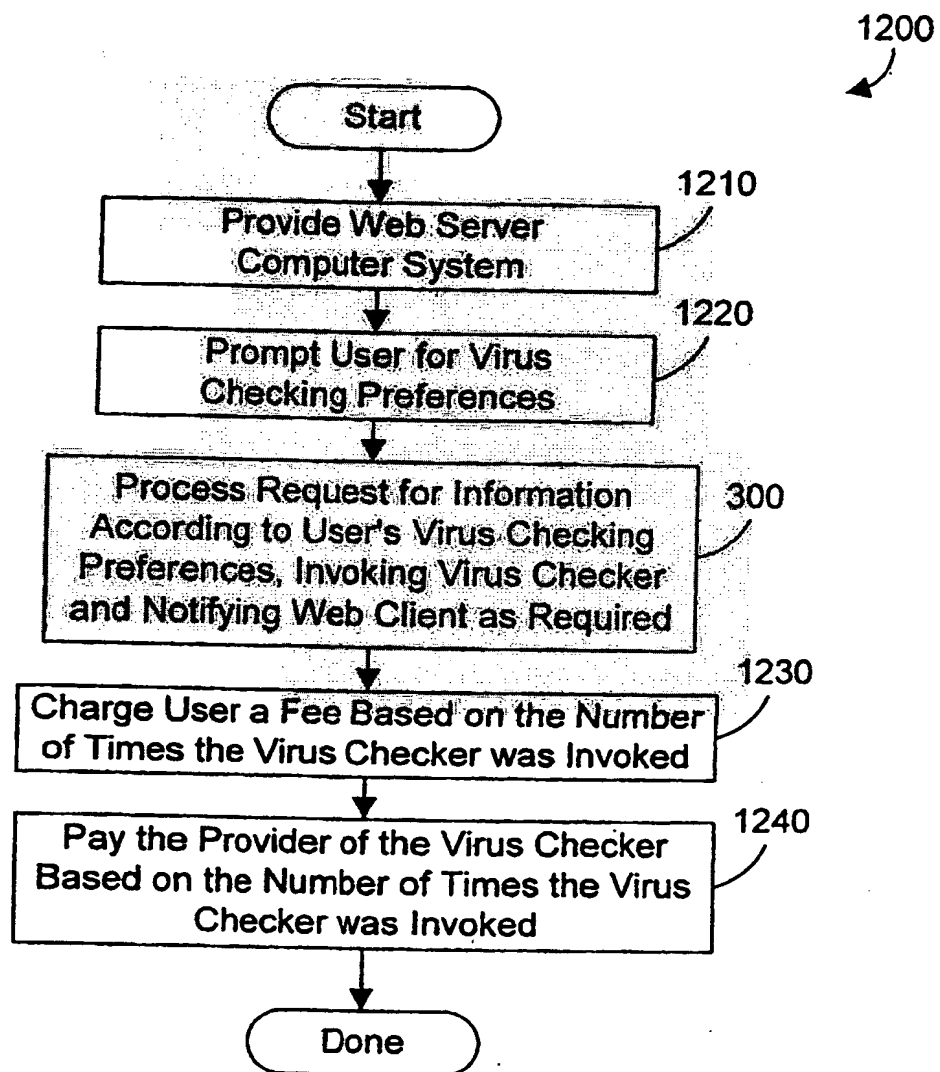 1200
Start
1210
Provide Web Server
Computer System
1220
Prompt User for Virus
Checking Preferences
300
Process Request for Information
According to User's Virus Checking
Preferences, Invoking Virus Checker
and Notifying Web Client as Required
1230
Charge User a Fee Based on the Number
of Times the Virus Checker was Invoked
1240
Pay the Provider of the Virus Checker
Based on the Number of Times the Virus
Checker was Invoked
Done